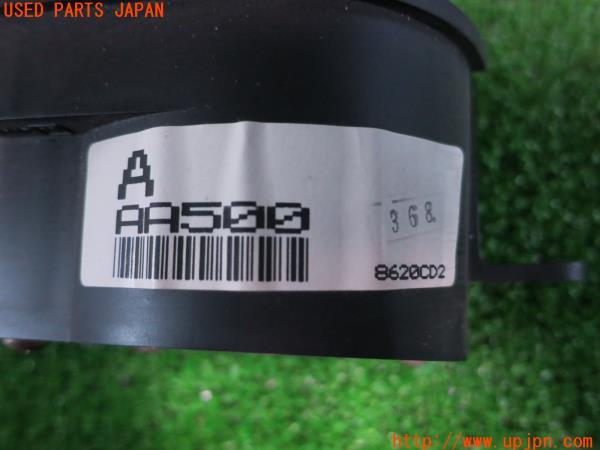 USED PARTS JAPAN
A
AA500
368
8620CD2
http://www.upjpn.com/